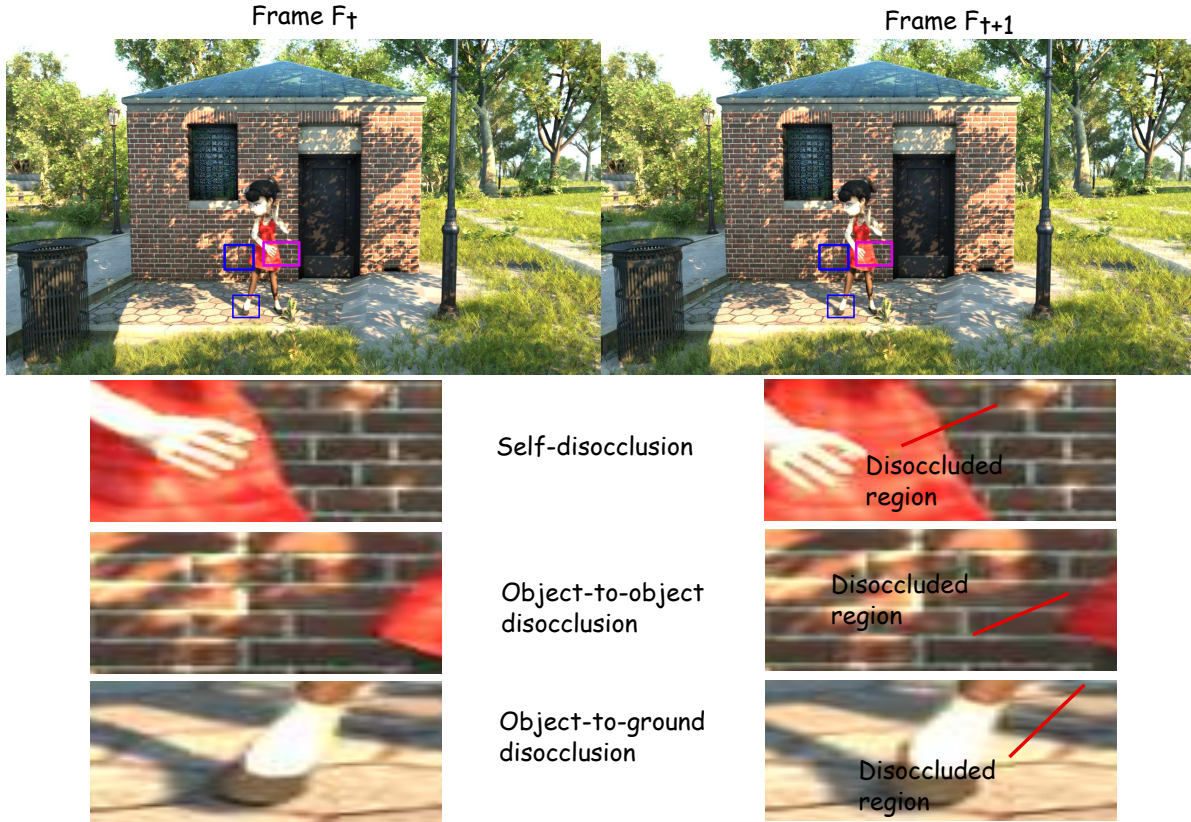 Frame Ft
Frame Ft+1
Self-disocclusion
Disoccluded
region
Object-to-object
disocclusion
Disoccluded
region
Object-to-ground
disocclusion
Disoccluded
region